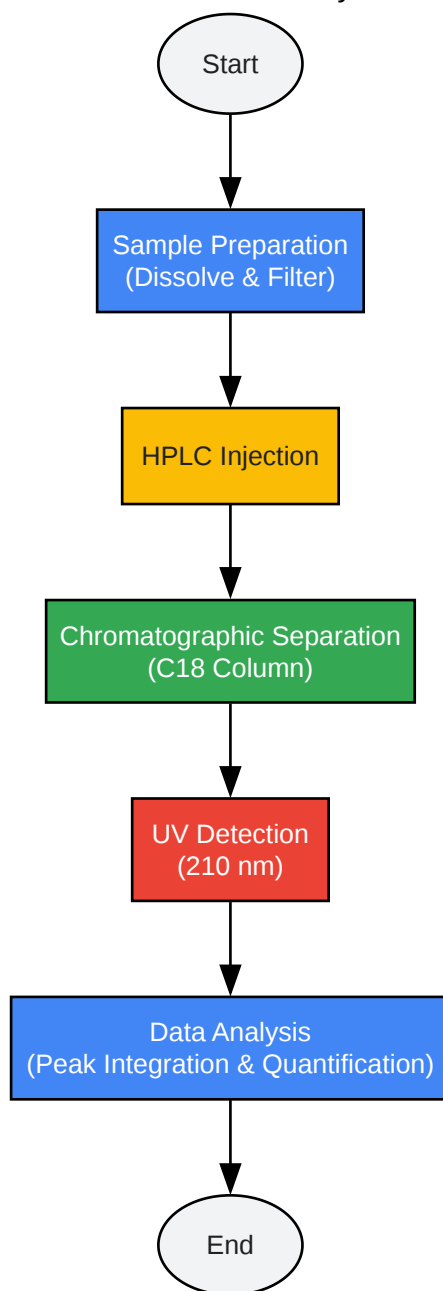 Start
Sample Preparation
(Dissolve & Filter)
HPLC Injection
Chromatographic Separation
(C18 Column)
UV Detection
(210 nm)
Data Analysis
(Peak Integration & Quantification)
End